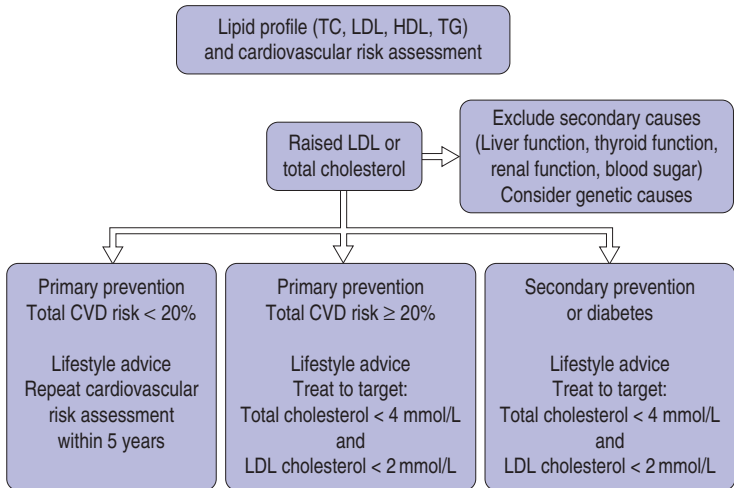 Lipid profile (TC, LDL, HDL, TG)
and cardiovascular risk assessment
Raised LDL or
total cholesterol
Exclude secondary causes
(Liver function, thyroid function,
renal function, blood sugar)
Consider genetic causes
Primary prevention
Total CVD risk < 20%
Lifestyle advice
Repeat cardiovascular
risk assessment
within 5 years
Primary prevention
Total CVD risk ≥ 20%
Lifestyle advice
Treat to target:
Total cholesterol < 4 mmol/L
and
LDL cholesterol < 2 mmol/L
Secondary prevention
or diabetes
Lifestyle advice
Treat to target:
Total cholesterol < 4 mmol/L
and
LDL cholesterol < 2 mmol/L